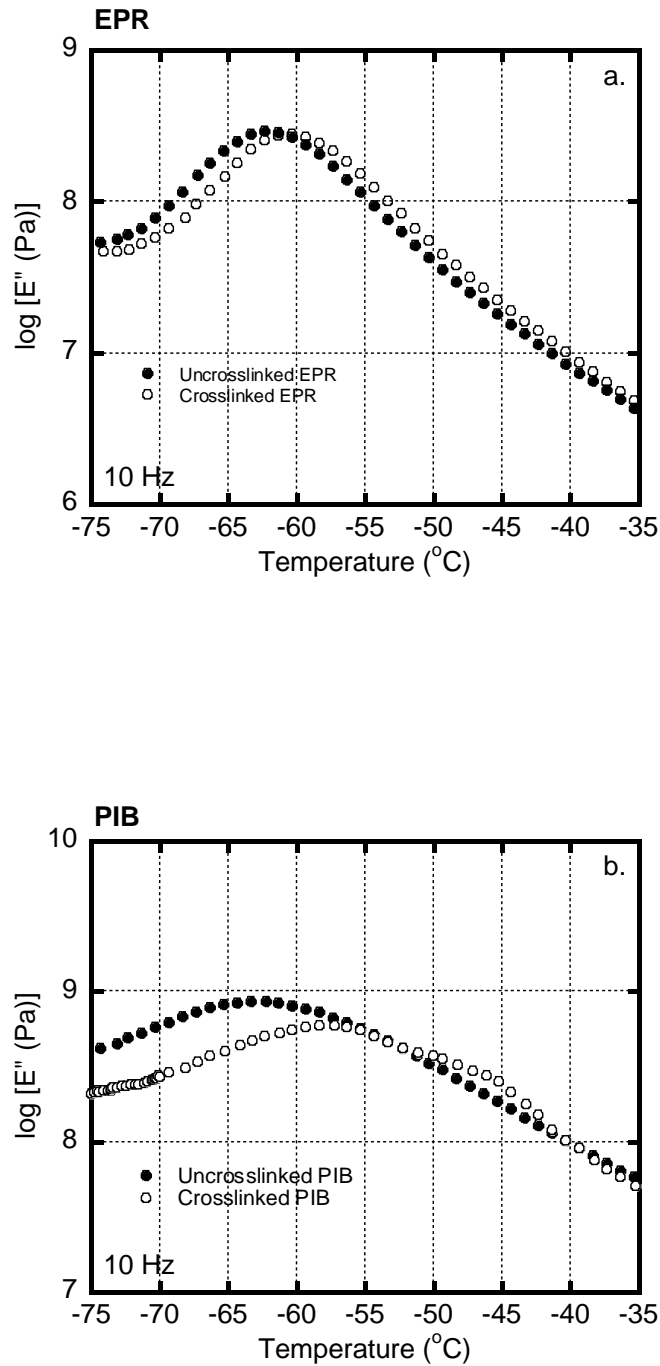 EPR
9
a.
8
log [E" (Pa)]
7
Uncrosslinked EPR
Crosslinked EPR
10 Hz
6
-75 -70 -65 -60 -55 -50 -45 -40 -35
Temperature (°C)
PIB
10
b.
9
log [E" (Pa)]
8
Uncrosslinked PIB
Crosslinked PIB
10 Hz
7
-75 -70 -65 -60 -55 -50 -45 -40 -35
Temperature (°C)